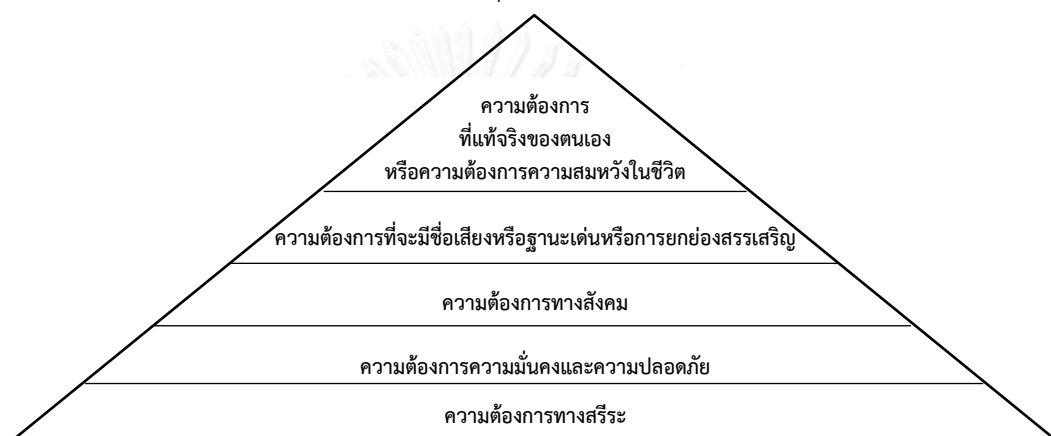 ความต้องการ
ที่แท้จริงของตนเอง
หรือความต้องการความสมหวังในชีวิต
ความต้องการที่จะมีชื่อเสียงหรือฐานะเด่นหรือการยกย่องสรรเสริญ
ความต้องการทางสังคม
ความต้องการความมั่นคงและความปลอดภัย
ความต้องการทางสรีระ